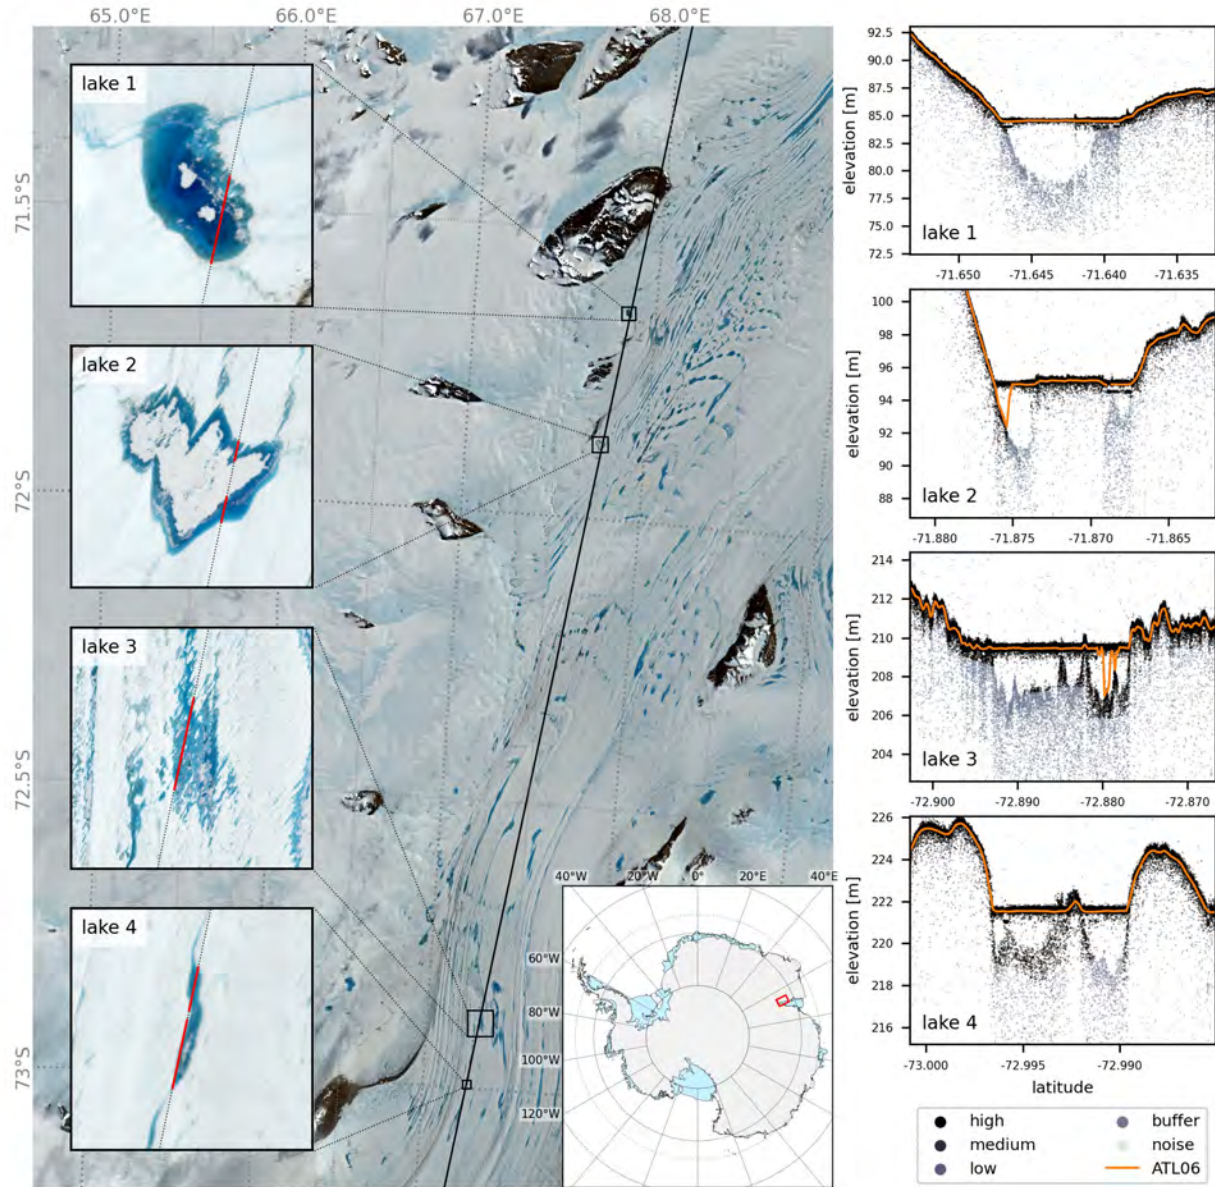 65.0°E 66.0°E 67.0°E 68.0°E
71.5°S
72°S
72.5°S
73°S
lake 1
lake 2
lake 3
lake 4
40°W 20°W 0°E 20°E 40°E
60°W
80°W
100°W
120°W
92.5
90.0
87.5
85.0
82.5
80.0
77.5
75.0
72.5
elevation [m]
lake 1
-71.650 -71.645 -71.640 -71.635
100
98
96
94
92
90
88
elevation [m]
lake 2
-71.880 -71.875 -71.870 -71.865
214
212
210
208
206
204
elevation [m]
lake 3
-72.900 -72.890 -72.880 -72.870
226
224
222
220
218
216
elevation [m]
lake 4
-73.000 -72.995 -72.990
latitude
high
medium
low
buffer
noise
ATL06